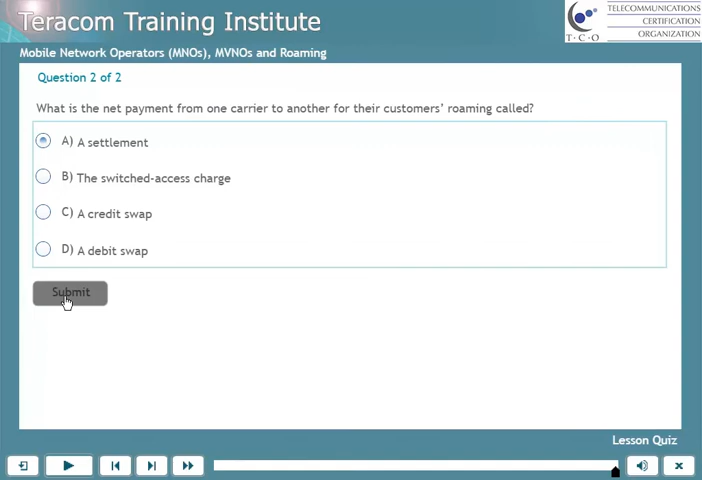 Teracom Training Institute
TELECOMMUNICATIONS
CERTIFICATION
ORGANIZATION
T·C·O
Mobile Network Operators (MNOs), MVNOs and Roaming
Question 2 of 2
What is the net payment from one carrier to another for their customers’ roaming called?
A) A settlement
B) The switched-access charge
C) A credit swap
D) A debit swap
Submit
Lesson Quiz